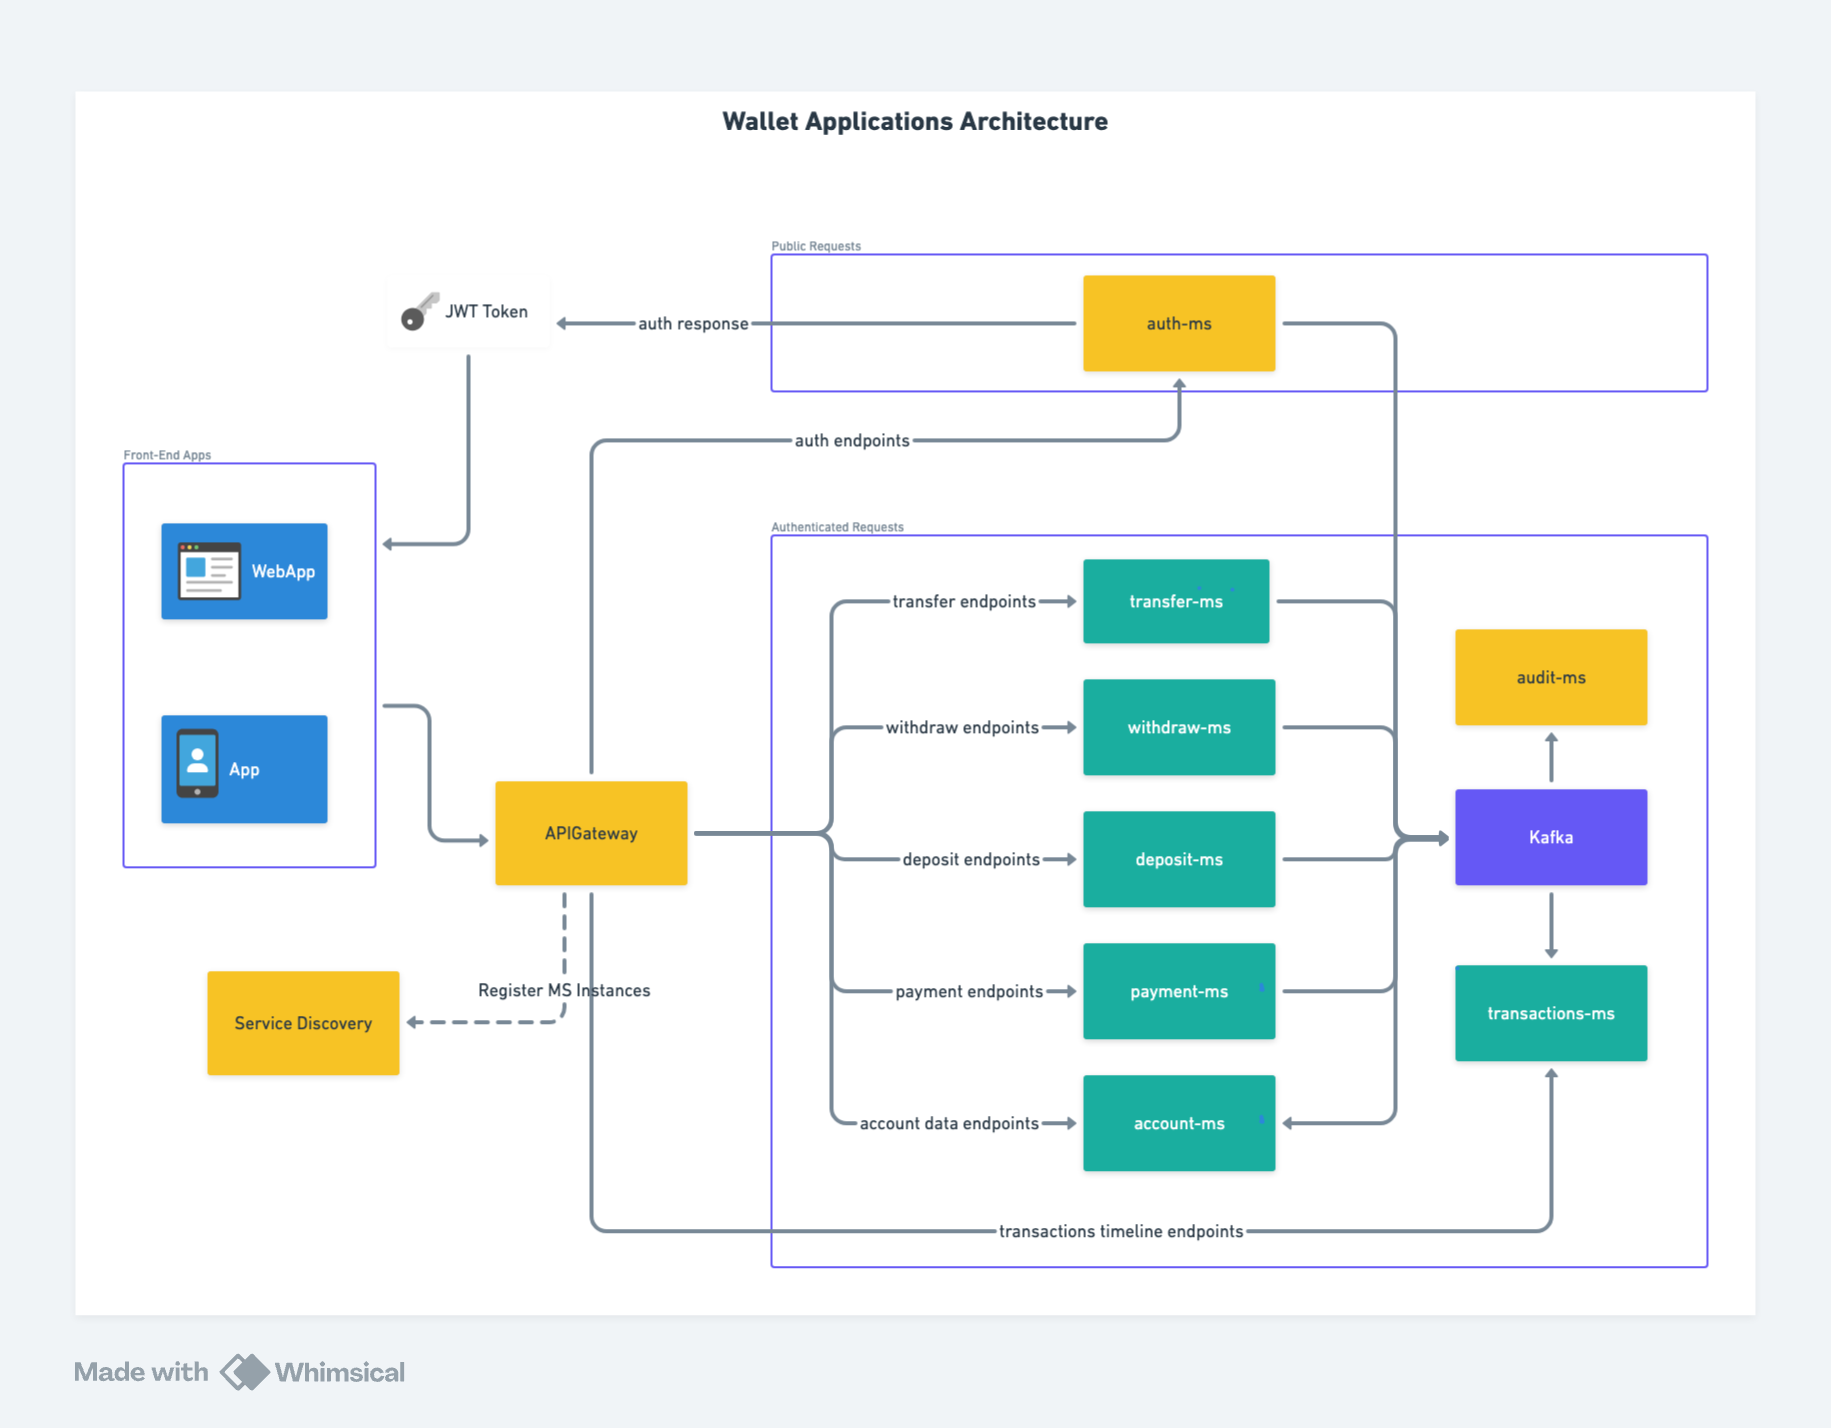 Wallet Applications Architecture
Public Requests
JWT Token
auth response
auth-ms
auth endpoints
Front-End Apps
WebApp
App
Authenticated Requests
transfer endpoints
transfer-ms
withdraw endpoints
withdraw-ms
audit-ms
APIGateway
deposit endpoints
deposit-ms
Kafka
Register MS Instances
Service Discovery
payment endpoints
payment-ms
transactions-ms
account data endpoints
account-ms
transactions timeline endpoints
Made with Whimsical